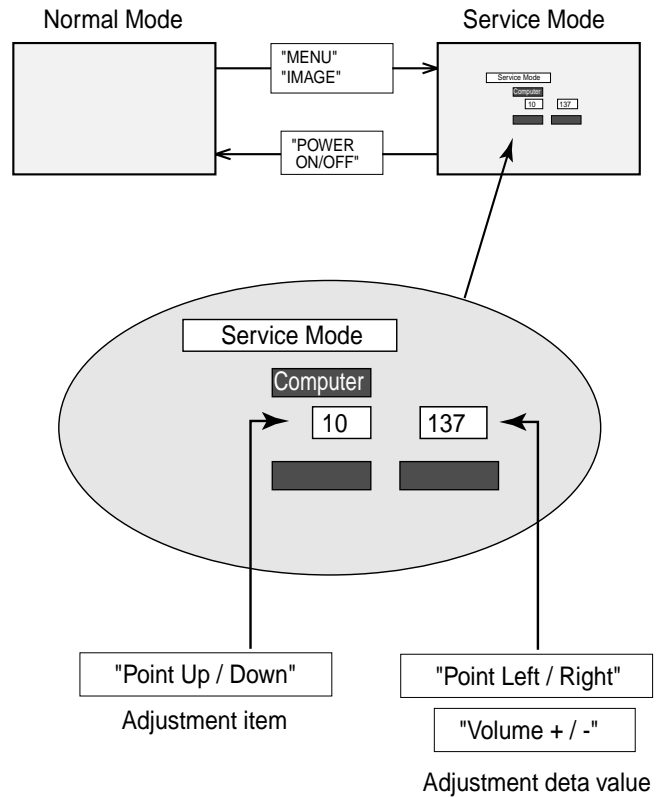 Normal Mode
Service Mode
"MENU"
"IMAGE"
Service Mode
Computer
10 137
"POWER
ON/OFF"
Service Mode
Computer
10 137
"Point Up / Down"
Adjustment item
"Point Left / Right"
"Volume + / -"
Adjustment deta value